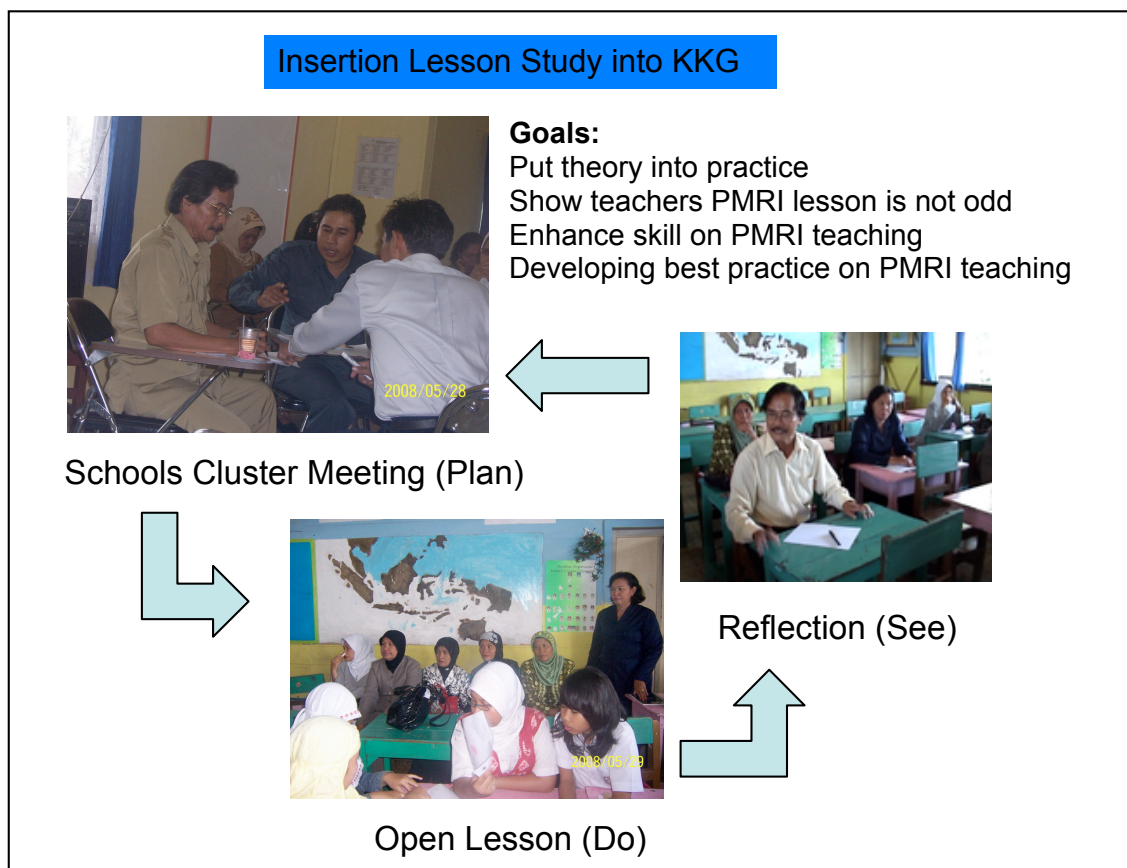 Insertion Lesson Study into KKG
Goals:
Put theory into practice
Show teachers PMRI lesson is not odd
Enhance skill on PMRI teaching
Developing best practice on PMRI teaching
2008/05/28
Schools Cluster Meeting (Plan)
2008/05/29
Reflection (See)
Open Lesson (Do)